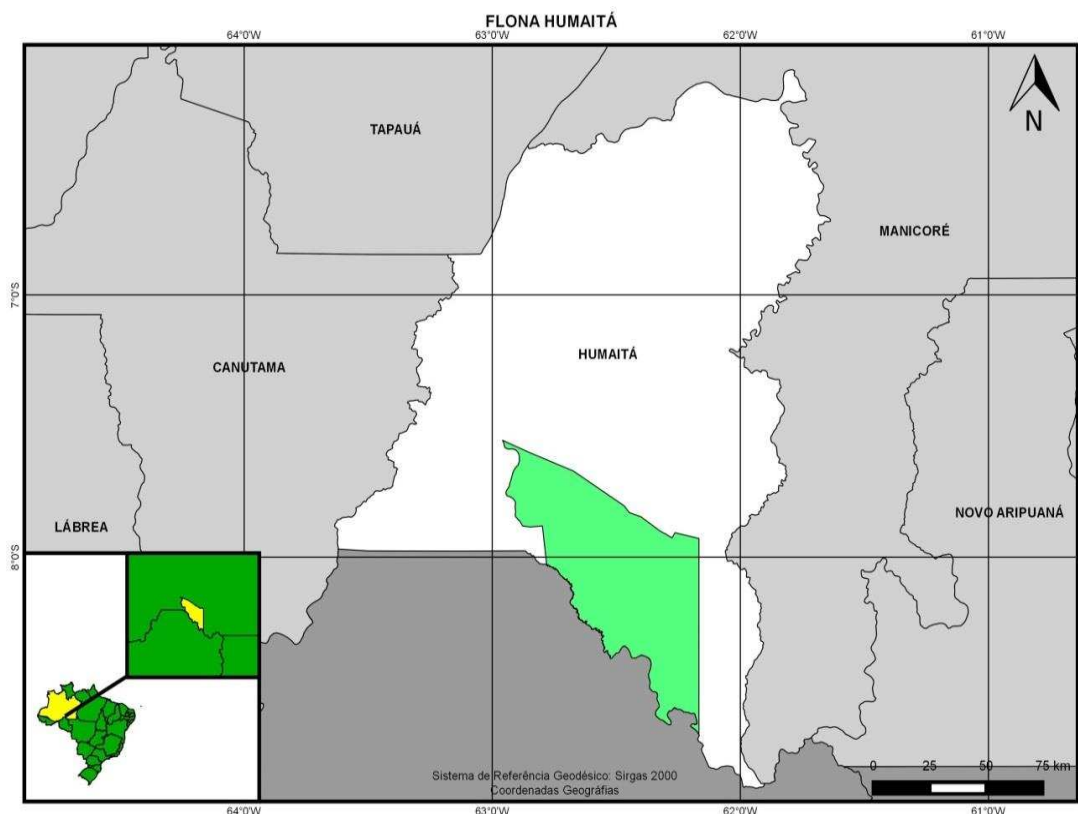 FLONA HUMAITÁ
64°0'W 63°0'W 62°0'W 61°0'W
N
TAPAUÁ
MANICORÉ
7°0'S
HUMAITÁ
CANUTAMA
NOVO ARIPUANÃ
LÁBREA
8°0'S
0 25 50 75 km
Sistema de Referência Geodésico: Sirgas 2000
Coordenadas Geográfias
64°0'W 63°0'W 62°0'W 61°0'W